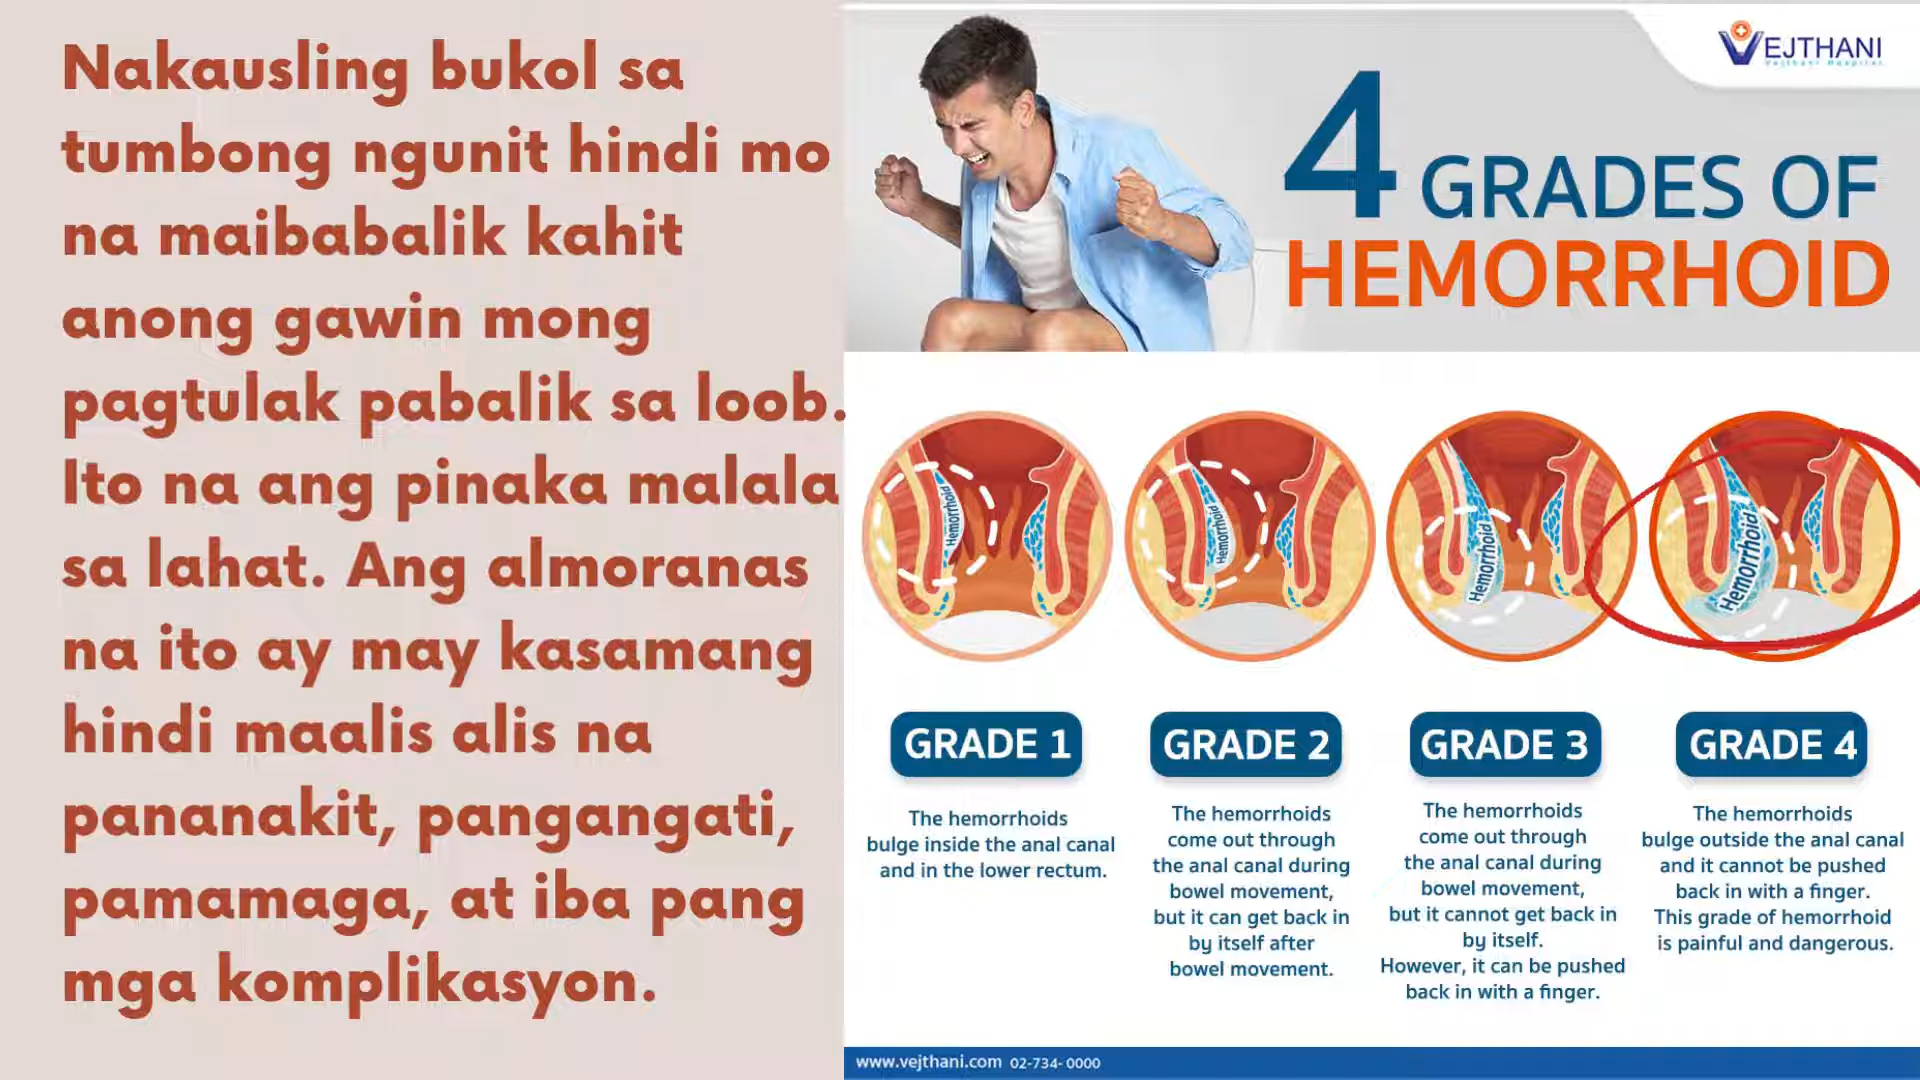 Nakausling bukol sa
tumbong ngunit hindi mo
na maibabalik kahit
anong gawin mong
pagtulak pabalik sa loob.
Ito na ang pinaka malala
sa lahat. Ang almoranas
na ito ay may kasamang
hindi maalis alis na
pananakit, pangangati,
pamamaga, at iba pang
mga komplikasyon.
VEJTHANI
Vejthani Hospital
4 GRADES OF
HEMORRHOID
Hemorrhoid
Hemorrhoid
Hemorrhoid
Hemorrhoid
GRADE 1
The hemorrhoids
bulge inside the anal canal
and in the lower rectum.
GRADE 2
The hemorrhoids
come out through
the anal canal during
bowel movement,
but it can get back in
by itself after
bowel movement.
GRADE 3
The hemorrhoids
come out through
the anal canal during
bowel movement,
but it cannot get back in
by itself.
However, it can be pushed
back in with a finger.
GRADE 4
The hemorrhoids
bulge outside the anal canal
and it cannot be pushed
back in with a finger.
This grade of hemorrhoid
is painful and dangerous.
www.vejthani.com 02-734- 0000